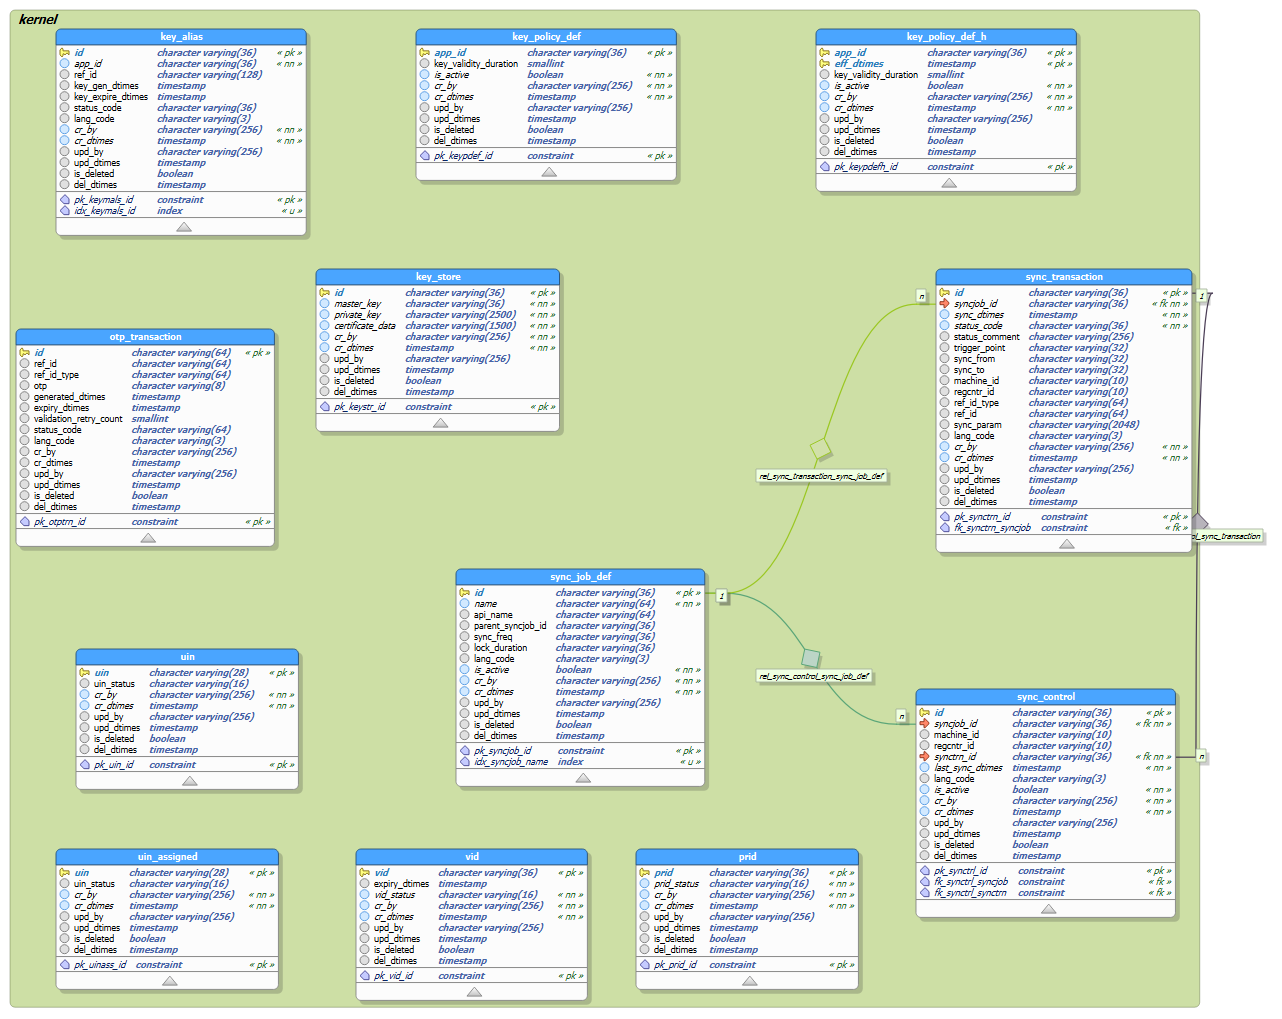 kernel
key_alias
id character varying(36) « pk »
app_id character varying(36) « nn »
ref_id character varying(128)
key_gen_dtimes timestamp
key_expire_dtimes timestamp
status_code character varying(36)
lang_code character varying(3)
cr_by character varying(256) « nn »
cr_dtimes timestamp « nn »
upd_by character varying(256)
upd_dtimes timestamp
is_deleted boolean
del_dtimes timestamp
pk_keymals_id constraint « pk »
idx_keymals_id index « u »
key_policy_def
app_id character varying(36) « pk »
key_validity_duration smallint
is_active boolean « nn »
cr_by character varying(256) « nn »
cr_dtimes timestamp « nn »
upd_by character varying(256)
upd_dtimes timestamp
is_deleted boolean
del_dtimes timestamp
pk_keypdef_id constraint « pk »
key_policy_def_h
app_id character varying(36) « pk »
eff_dtimes timestamp « pk »
key_validity_duration smallint
is_active boolean « nn »
cr_by character varying(256) « nn »
cr_dtimes timestamp « nn »
upd_by character varying(256)
upd_dtimes timestamp
is_deleted boolean
del_dtimes timestamp
pk_keypdefh_id constraint « pk »
key_store
id character varying(36) « pk »
master_key character varying(36) « nn »
private_key character varying(2500) « nn »
certificate_data character varying(1500) « nn »
cr_by character varying(256) « nn »
cr_dtimes timestamp « nn »
upd_by character varying(256)
upd_dtimes timestamp
is_deleted boolean
del_dtimes timestamp
pk_keystr_id constraint « pk »
sync_transaction
id character varying(36) « pk »
syncjob_id character varying(36) « fk nn »
sync_dtimes timestamp « nn »
status_code character varying(36) « nn »
status_comment character varying(256)
trigger_point character varying(32)
sync_from character varying(32)
sync_to character varying(32)
machine_id character varying(10)
regcntr_id character varying(10)
ref_id_type character varying(64)
ref_id character varying(64)
sync_param character varying(2048)
lang_code character varying(3)
cr_by character varying(256) « nn »
cr_dtimes timestamp « nn »
upd_by character varying(256)
upd_dtimes timestamp
is_deleted boolean
del_dtimes timestamp
pk_synctrn_id constraint « pk »
fk_synctrn_syncjob constraint « fk »
n
1
otp_transaction
id character varying(64) « pk »
ref_id character varying(64)
ref_id_type character varying(64)
otp character varying(8)
generated_dtimes timestamp
expiry_dtimes timestamp
validation_retry_count smallint
status_code character varying(64)
lang_code character varying(3)
cr_by character varying(256)
cr_dtimes timestamp
upd_by character varying(256)
upd_dtimes timestamp
is_deleted boolean
del_dtimes timestamp
pk_otptrn_id constraint « pk »
rel_sync_transaction_sync_job_def
ol_sync_transaction
sync_job_def
id character varying(36) « pk »
name character varying(64) « nn »
api_name character varying(64)
parent_syncjob_id character varying(36)
sync_freq character varying(36)
lock_duration character varying(36)
lang_code character varying(3)
is_active boolean « nn »
cr_by character varying(256) « nn »
cr_dtimes timestamp « nn »
upd_by character varying(256)
upd_dtimes timestamp
is_deleted boolean
del_dtimes timestamp
pk_syncjob_id constraint « pk »
idx_syncjob_name index « u »
1
rel_sync_control_sync_job_def
n
n
uin
uin character varying(28) « pk »
uin_status character varying(16)
cr_by character varying(256) « nn »
cr_dtimes timestamp « nn »
upd_by character varying(256)
upd_dtimes timestamp
is_deleted boolean
del_dtimes timestamp
pk_uin_id constraint « pk »
sync_control
id character varying(36) « pk »
syncjob_id character varying(36) « fk nn »
machine_id character varying(10)
regcntr_id character varying(10)
synctrn_id character varying(36) « fk nn »
last_sync_dtimes timestamp « nn »
lang_code character varying(3)
is_active boolean « nn »
cr_by character varying(256) « nn »
cr_dtimes timestamp « nn »
upd_by character varying(256)
upd_dtimes timestamp
is_deleted boolean
del_dtimes timestamp
pk_synctrl_id constraint « pk »
fk_synctrl_syncjob constraint « fk »
fk_synctrl_synctrn constraint « fk »
uin_assigned
uin character varying(28) « pk »
uin_status character varying(16)
cr_by character varying(256) « nn »
cr_dtimes timestamp « nn »
upd_by character varying(256)
upd_dtimes timestamp
is_deleted boolean
del_dtimes timestamp
pk_uinass_id constraint « pk »
vid
vid character varying(36) « pk »
expiry_dtimes timestamp
vid_status character varying(16) « nn »
cr_by character varying(256) « nn »
cr_dtimes timestamp « nn »
upd_by character varying(256)
upd_dtimes timestamp
is_deleted boolean
del_dtimes timestamp
pk_vid_id constraint « pk »
prid
prid character varying(36) « pk »
prid_status character varying(16) « nn »
cr_by character varying(256) « nn »
cr_dtimes timestamp « nn »
upd_by character varying(256)
upd_dtimes timestamp
is_deleted boolean
del_dtimes timestamp
pk_prid_id constraint « pk »